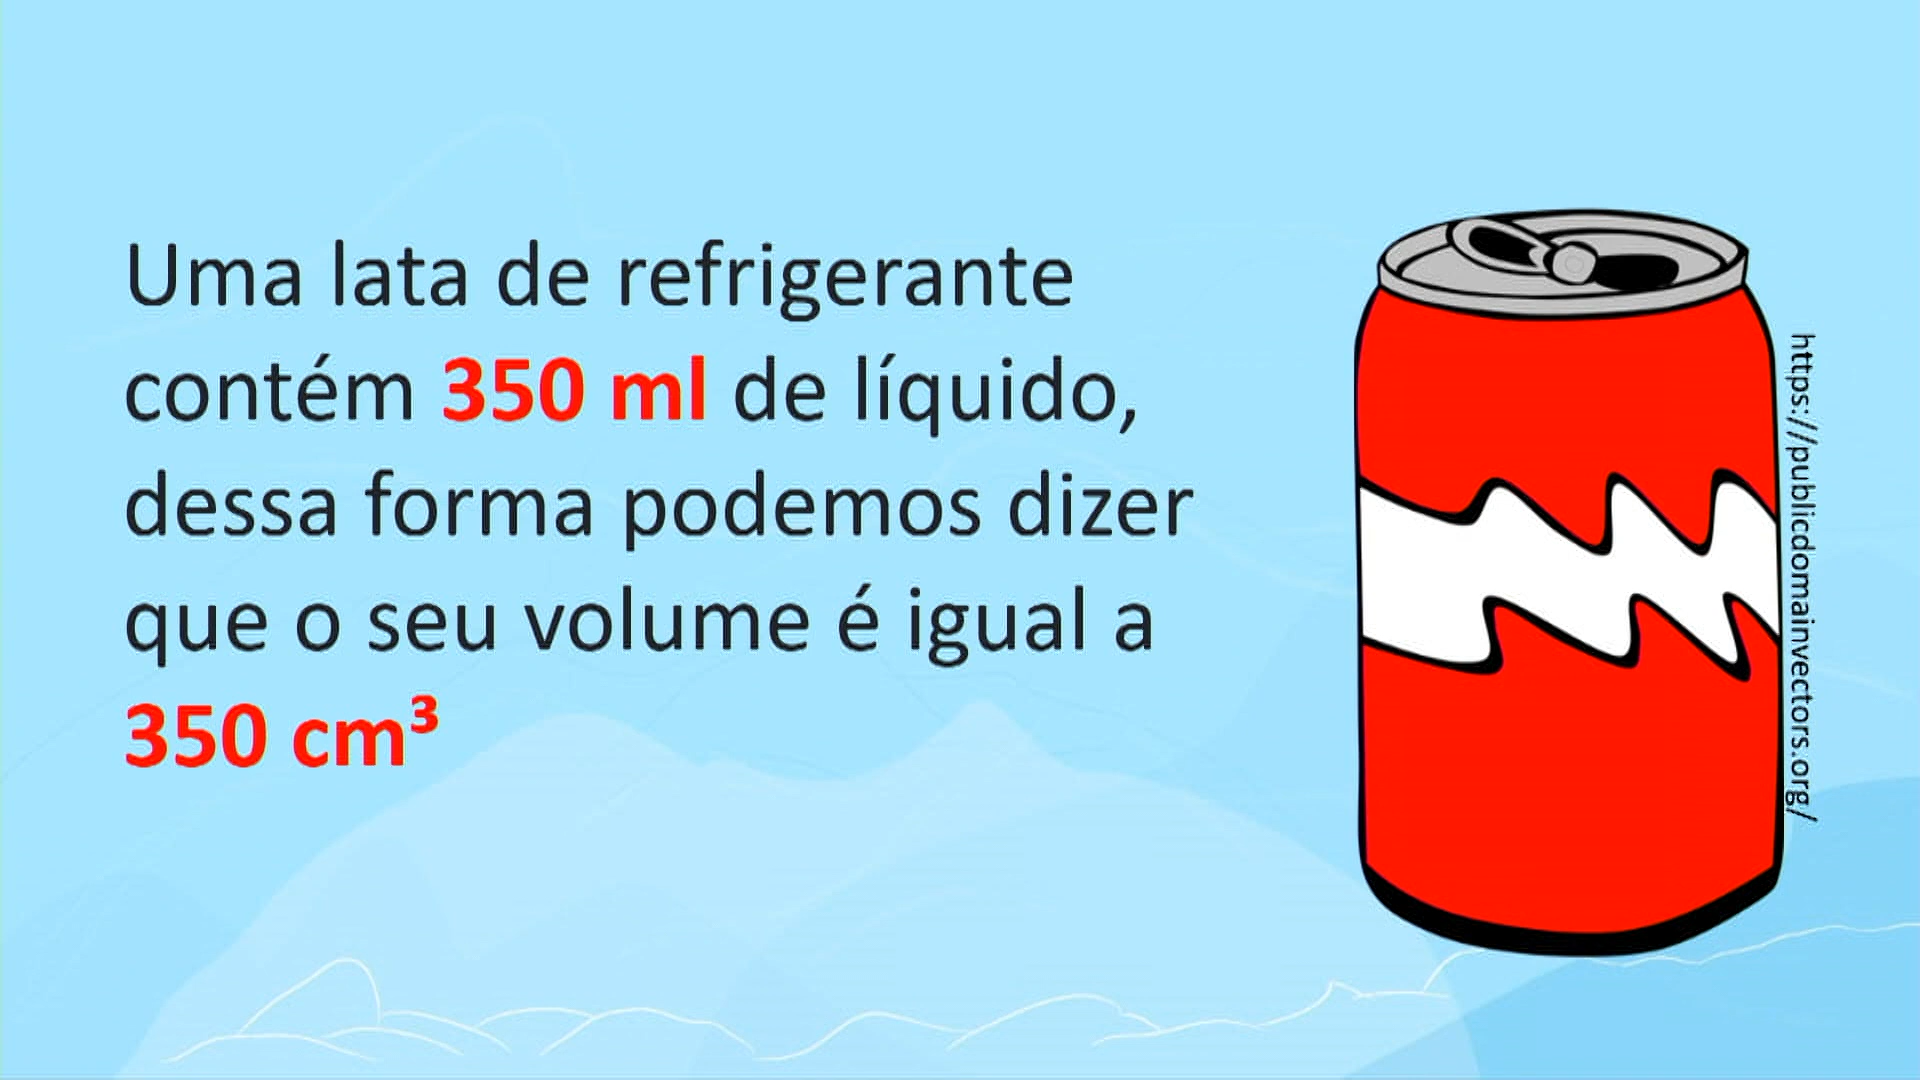 Uma lata de refrigerante
contém 350 ml de líquido,
dessa forma podemos dizer
que o seu volume é igual a
350 cm³
https://publicdomainvectors.org/